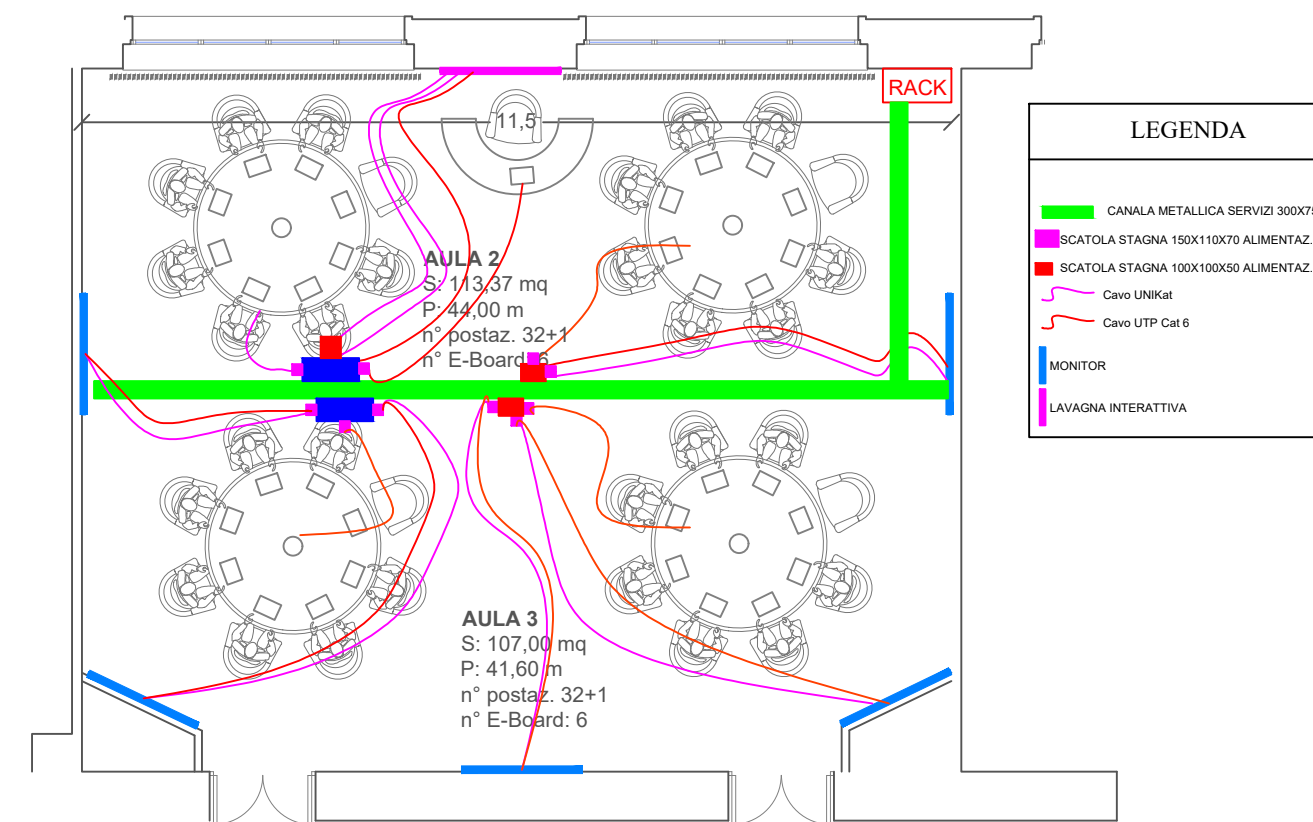 RACK
11,5
AULA 2
S: 113,37 mq
P: 44,00 m
n° postaz. 32+1
n° E-Board: 6
AULA 3
S: 107,00 mq
P: 41,60 m
n° postaz. 32+1
n° E-Board: 6
LEGENDA
CANALA METALLICA SERVIZI 300X75
SCATOLA STAGNA 150X110X70 ALIMENTAZ.
SCATOLA STAGNA 100X100X50 ALIMENTAZ.
Cavo UNIKat
Cavo UTP Cat 6
MONITOR
LAVAGNA INTERATTIVA